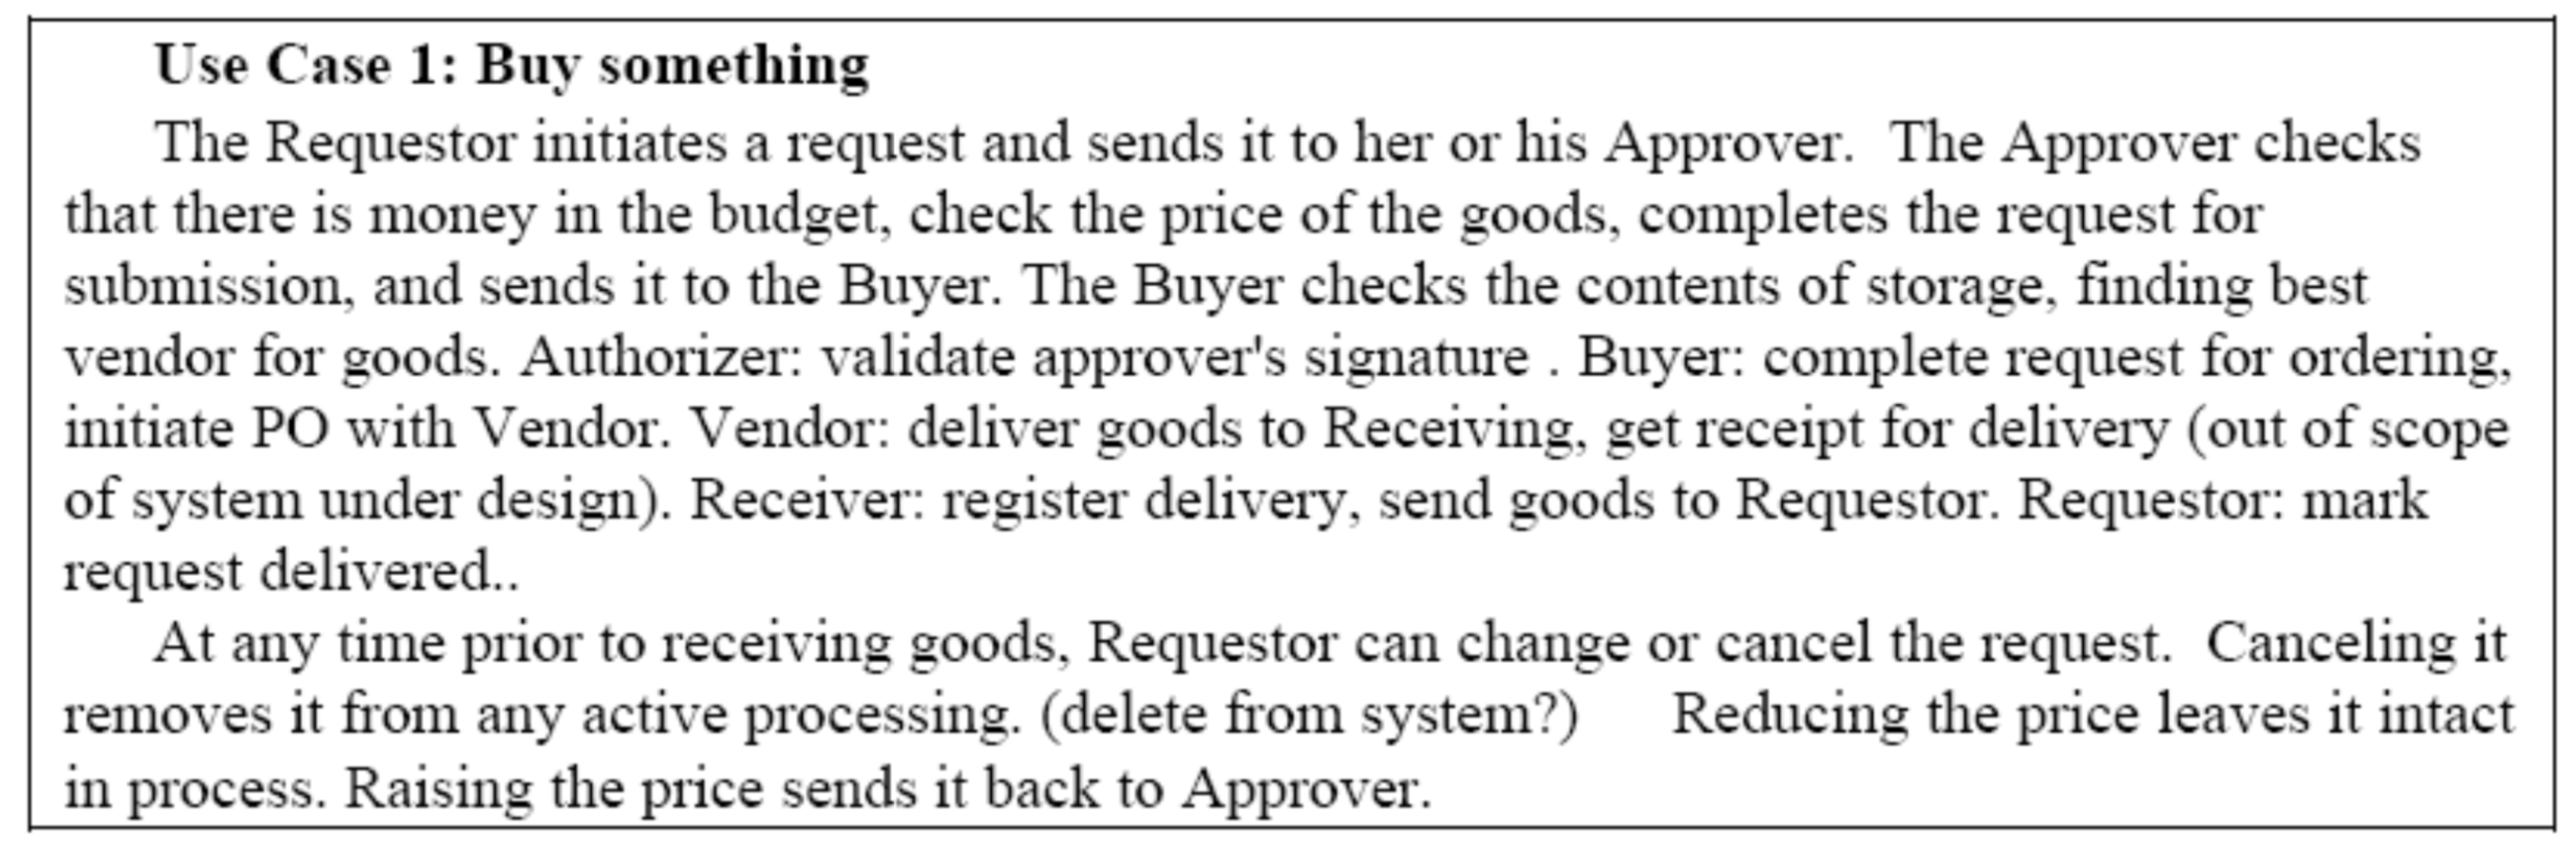 Use Case 1: Buy something
The Requestor initiates a request and sends it to her or his Approver.  The Approver checks
that there is money in the budget, check the price of the goods, completes the request for
submission, and sends it to the Buyer. The Buyer checks the contents of storage, finding best
vendor for goods. Authorizer: validate approver's signature . Buyer: complete request for ordering,
initiate PO with Vendor. Vendor: deliver goods to Receiving, get receipt for delivery (out of scope
of system under design). Receiver: register delivery, send goods to Requestor. Requestor: mark
request delivered..
At any time prior to receiving goods, Requestor can change or cancel the request.  Canceling it
removes it from any active processing. (delete from system?)     Reducing the price leaves it intact
in process. Raising the price sends it back to Approver.